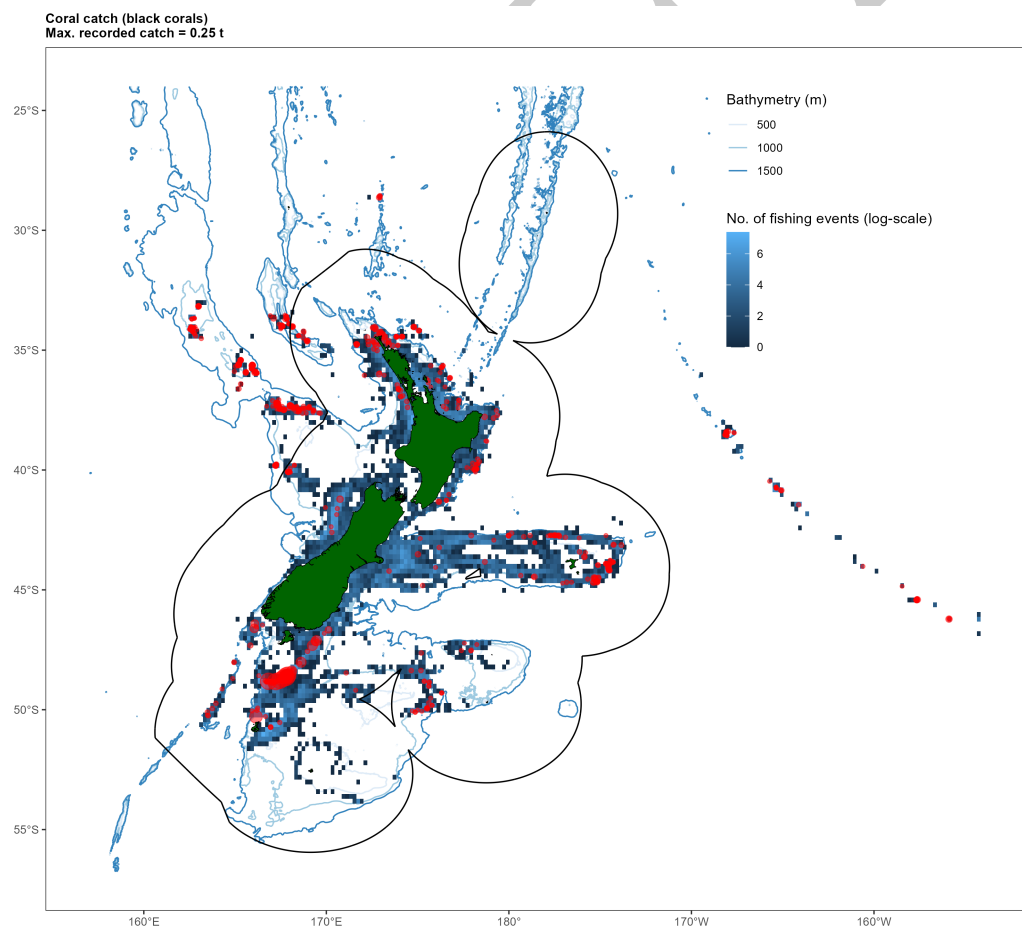 Coral catch (black corals)
Max. recorded catch = 0.25 t
Bathymetry (m)
500
1000
1500
No. of fishing events (log-scale)
6
4
2
0
25°S
30°S
35°S
40°S
45°S
50°S
55°S
160°E
170°E
180°
170°W
160°W